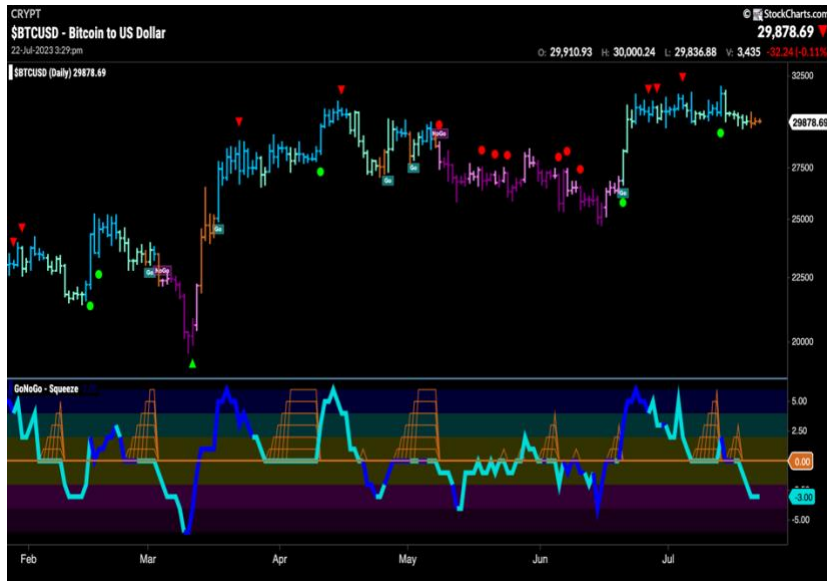 CRYPT
© StockCharts.com
$BTCUSD - Bitcoin to US Dollar
29,878.69
22-Jul-2023 3:29:pm
O: 29,910.93 H: 30,000.24 L: 29,836.88 V: 3,435 -32.24 (-0.11%)
$BTCUSD (Daily) 29878.69
32500
29878.69
NoGo
27500
Go
Go
Go
25000
Go
Go
NoGo
22500
20000
GoNoGo - Squeeze
5.00
2.50
0.00
-3.00
-5.00
Feb
Mar
Apr
May
Jun
Jul